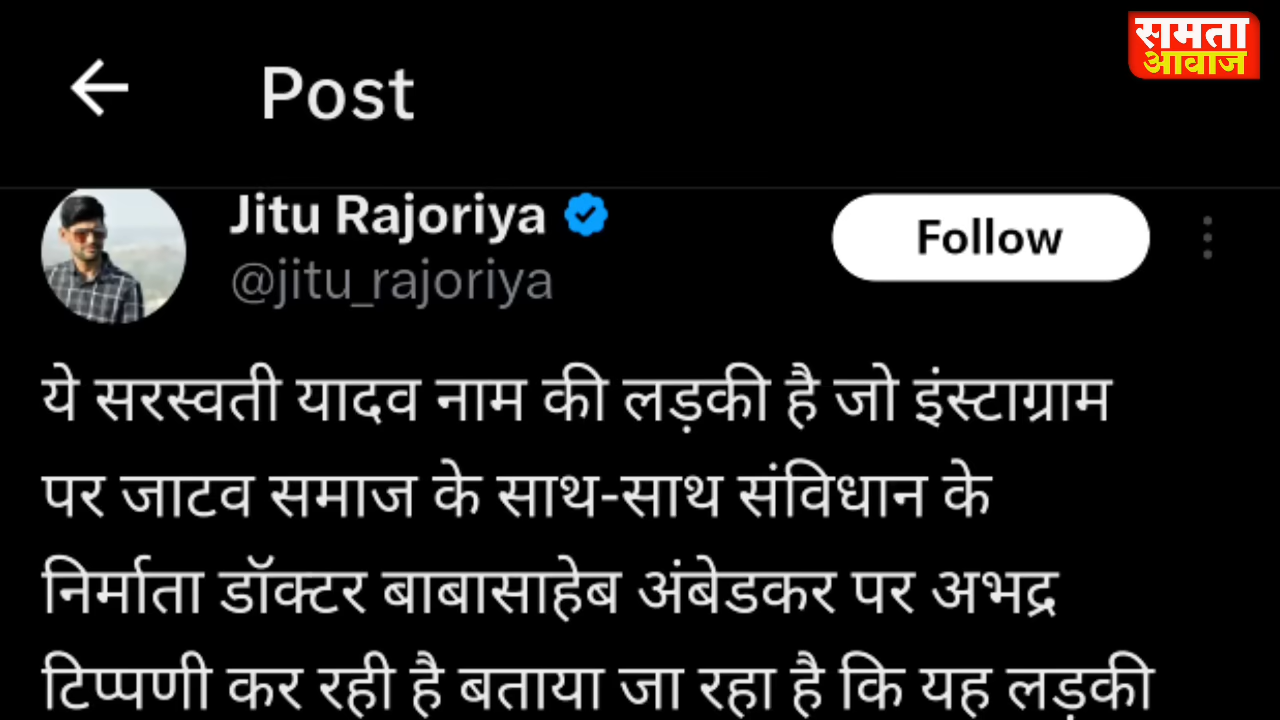 समता
आवाज
Post
Jitu Rajoriya
@jitu_rajoriya
Follow
ये सरस्वती यादव नाम की लड़की है जो इंस्टाग्राम
पर जाटव समाज के साथ-साथ संविधान के
निर्माता डॉक्टर बाबासाहेब अंबेडकर पर अभद्र
टिप्पणी कर रही है बताया जा रहा है कि यह लड़की